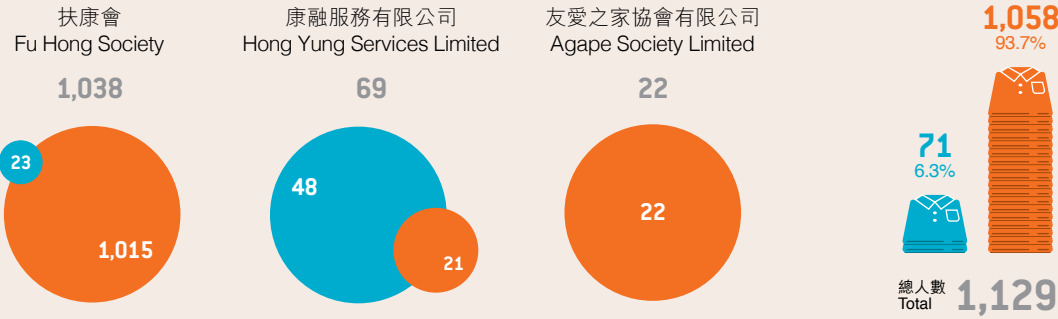 扶康會
Fu Hong Society
1,038
23
1,015
康融服務有限公司
Hong Yung Services Limited
69
48
21
友愛之家協會有限公司
Agape Society Limited
22
22
1,058
93.7%
71
6.3%
總人數
Total
1,129